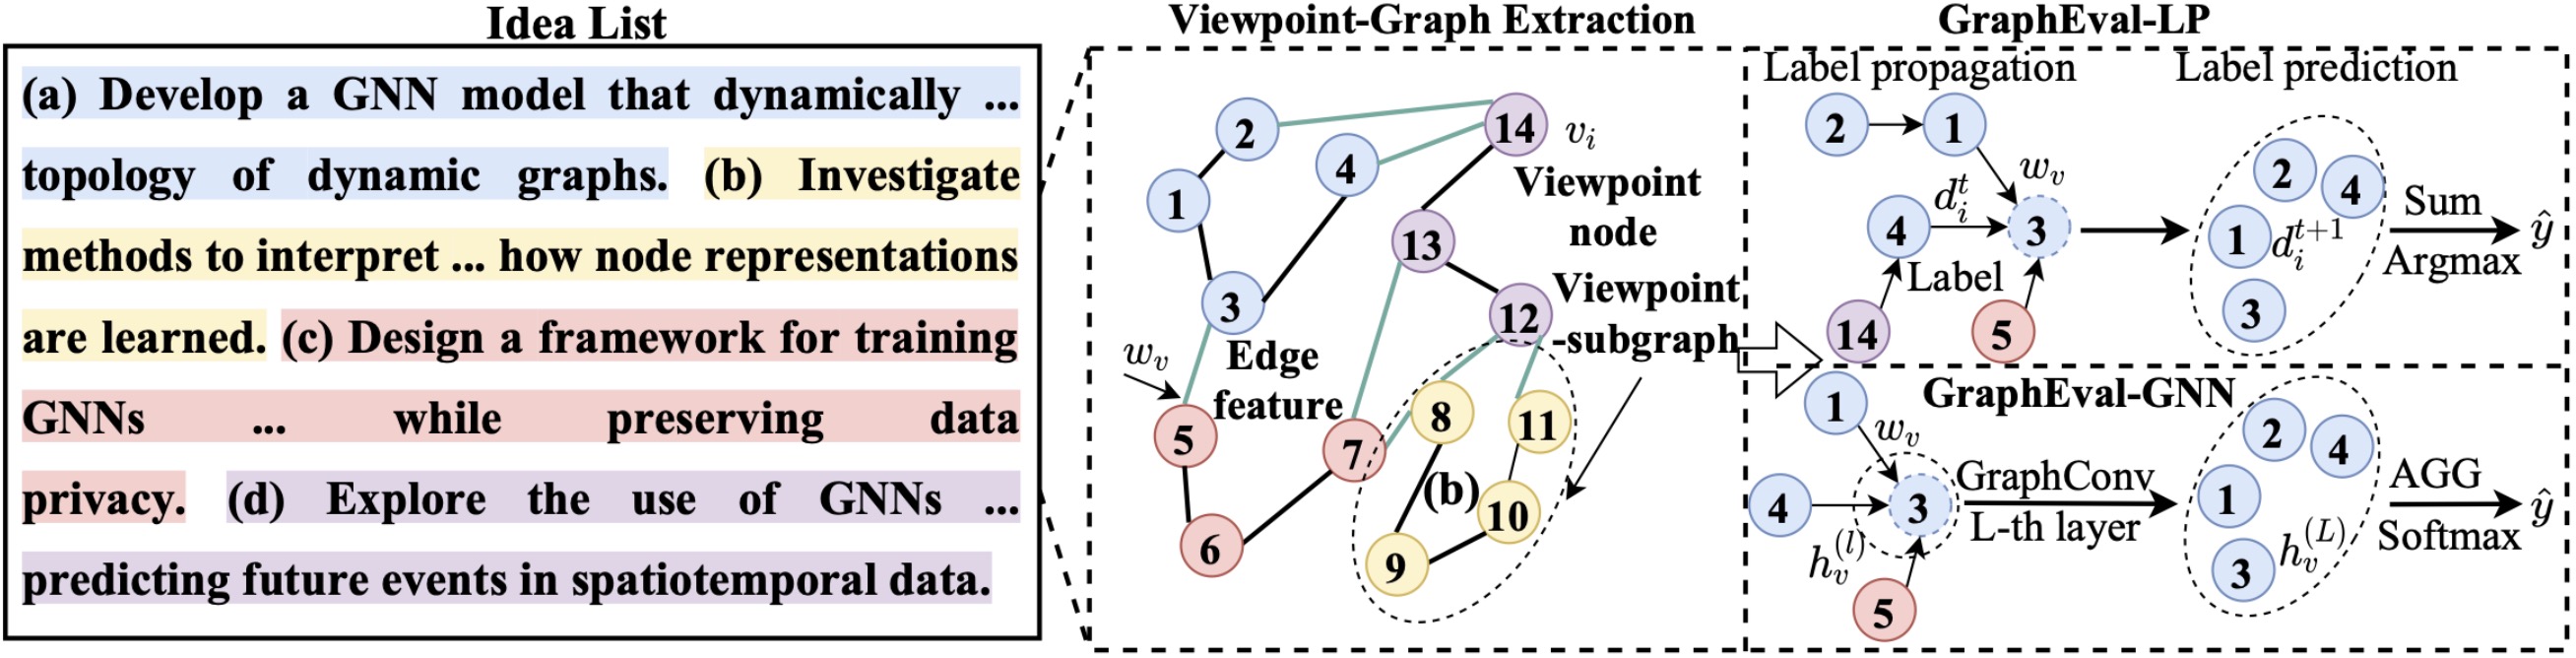 Idea List
(a) Develop a GNN model that dynamically ...
topology of dynamic graphs. (b) Investigate
methods to interpret ... how node representations
are learned. (c) Design a framework for training
GNNs ... while preserving data
privacy. (d) Explore the use of GNNs ...
predicting future events in spatiotemporal data.
Viewpoint-Graph Extraction
2
14
v_i
4
Viewpoint
node
1
13
3
12
Viewpoint
-subgraph
w_v
Edge
feature
5
7
8
11
(b)
10
6
9
GraphEval-LP
Label propagation
Label prediction
2
1
w_v
4
d_i^t
3
Label
14
5
2
4
1
d_i^{t+1}
3
Sum
Argmax
ŷ
GraphEval-GNN
1
w_v
4
3
h_v^{(l)}
5
GraphConv
L-th layer
2
4
1
3
h_v^{(L)}
AGG
Softmax
ŷ